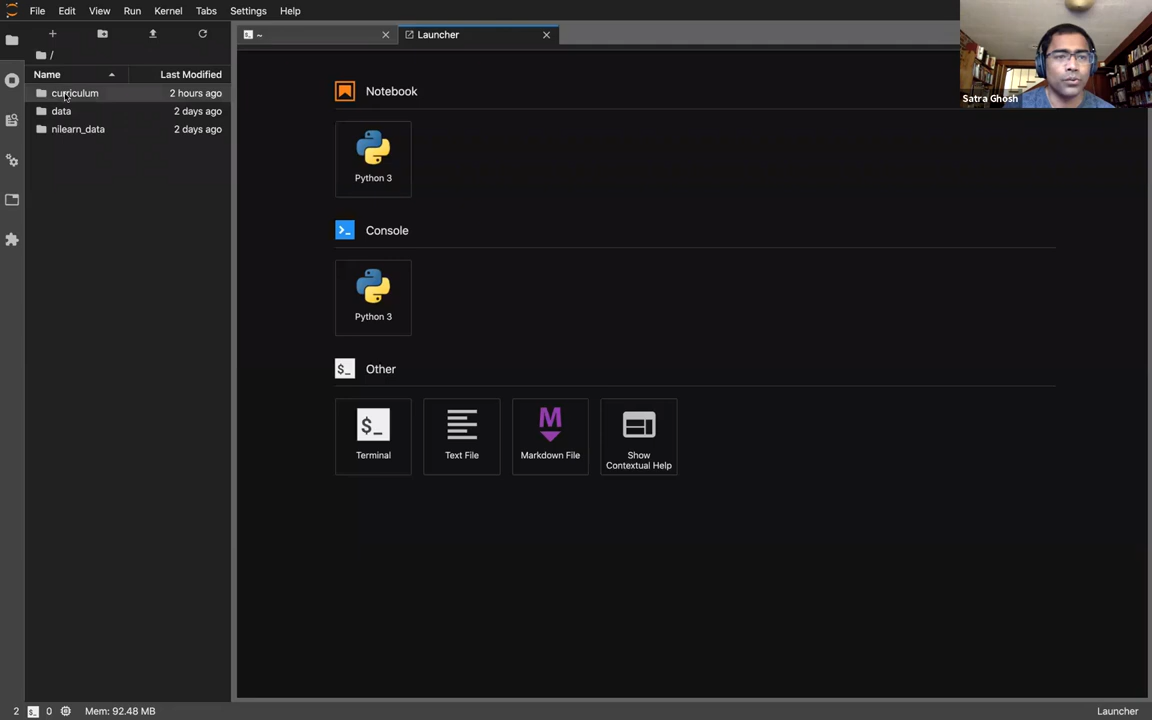 File Edit View Run Kernel Tabs Settings Help
$_ ~ Launcher
/
Name Last Modified
curriculum 2 hours ago
data 2 days ago
nilearn_data 2 days ago
Satra Ghosh
Notebook
Python 3
Console
Python 3
$_ Other
$_ M
Terminal Text File Markdown File Show
Contextual Help
2 $_ 0 Mem: 92.48 MB Launcher